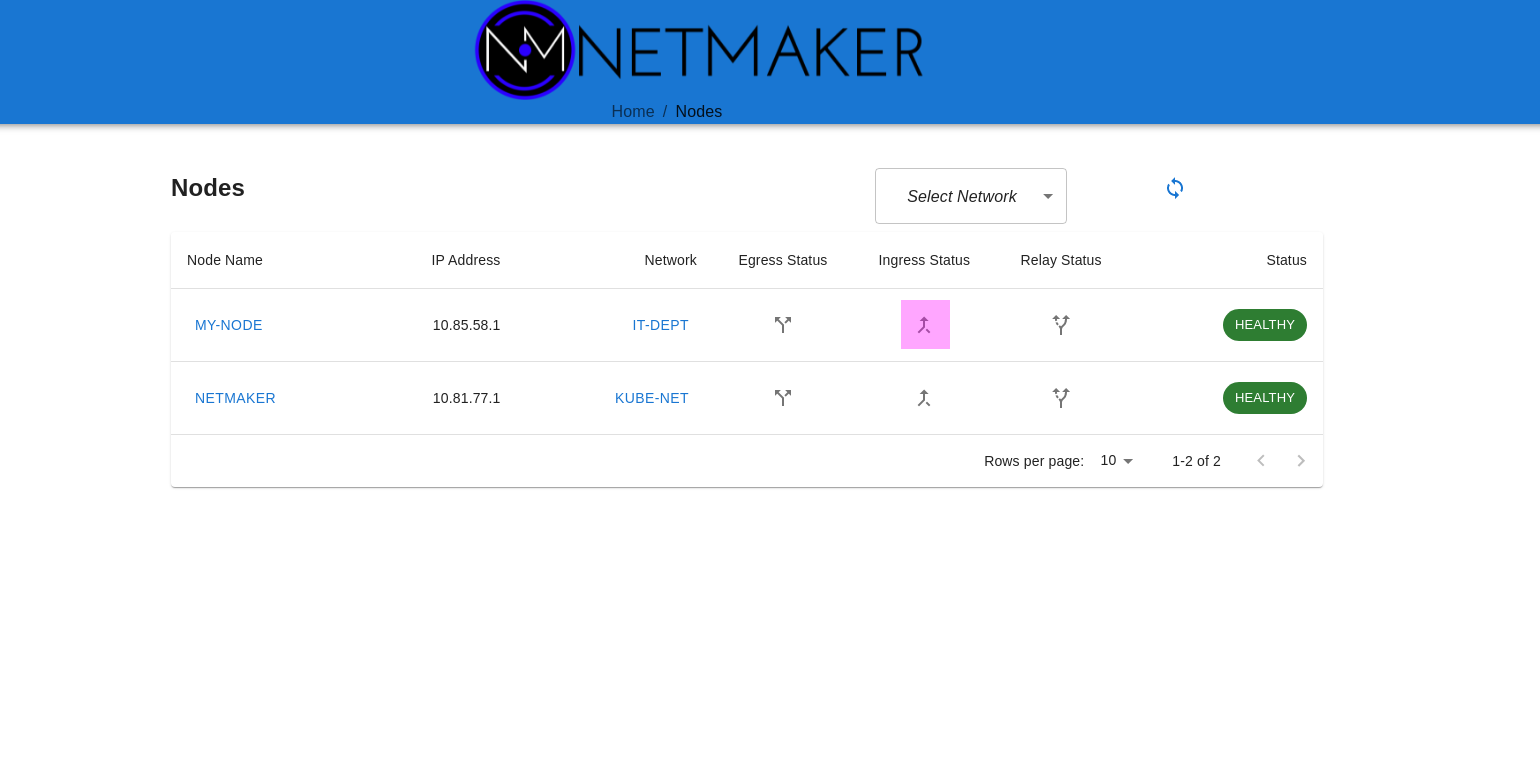 NM NETMAKER
Home / Nodes
Nodes
Select Network
Node Name IP Address Network Egress Status Ingress Status Relay Status Status
MY-NODE 10.85.58.1 IT-DEPT HEALTHY
NETMAKER 10.81.77.1 KUBE-NET HEALTHY
Rows per page: 10 1-2 of 2